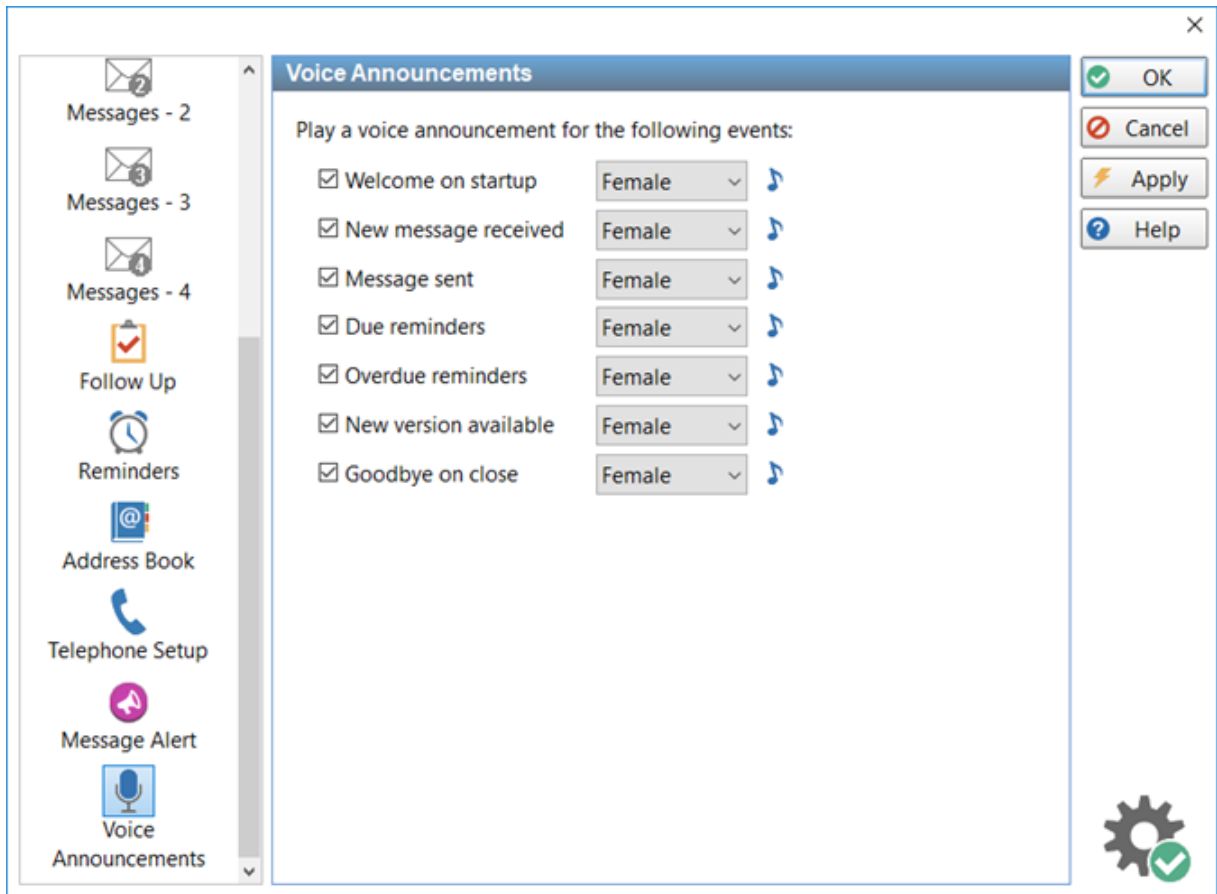 Messages - 2
Messages - 3
Messages - 4
Follow Up
Reminders
Address Book
Telephone Setup
Message Alert
Voice
Announcements
Voice Announcements
Play a voice announcement for the following events:
Welcome on startup Female
New message received Female
Message sent Female
Due reminders Female
Overdue reminders Female
New version available Female
Goodbye on close Female
OK
Cancel
Apply
Help